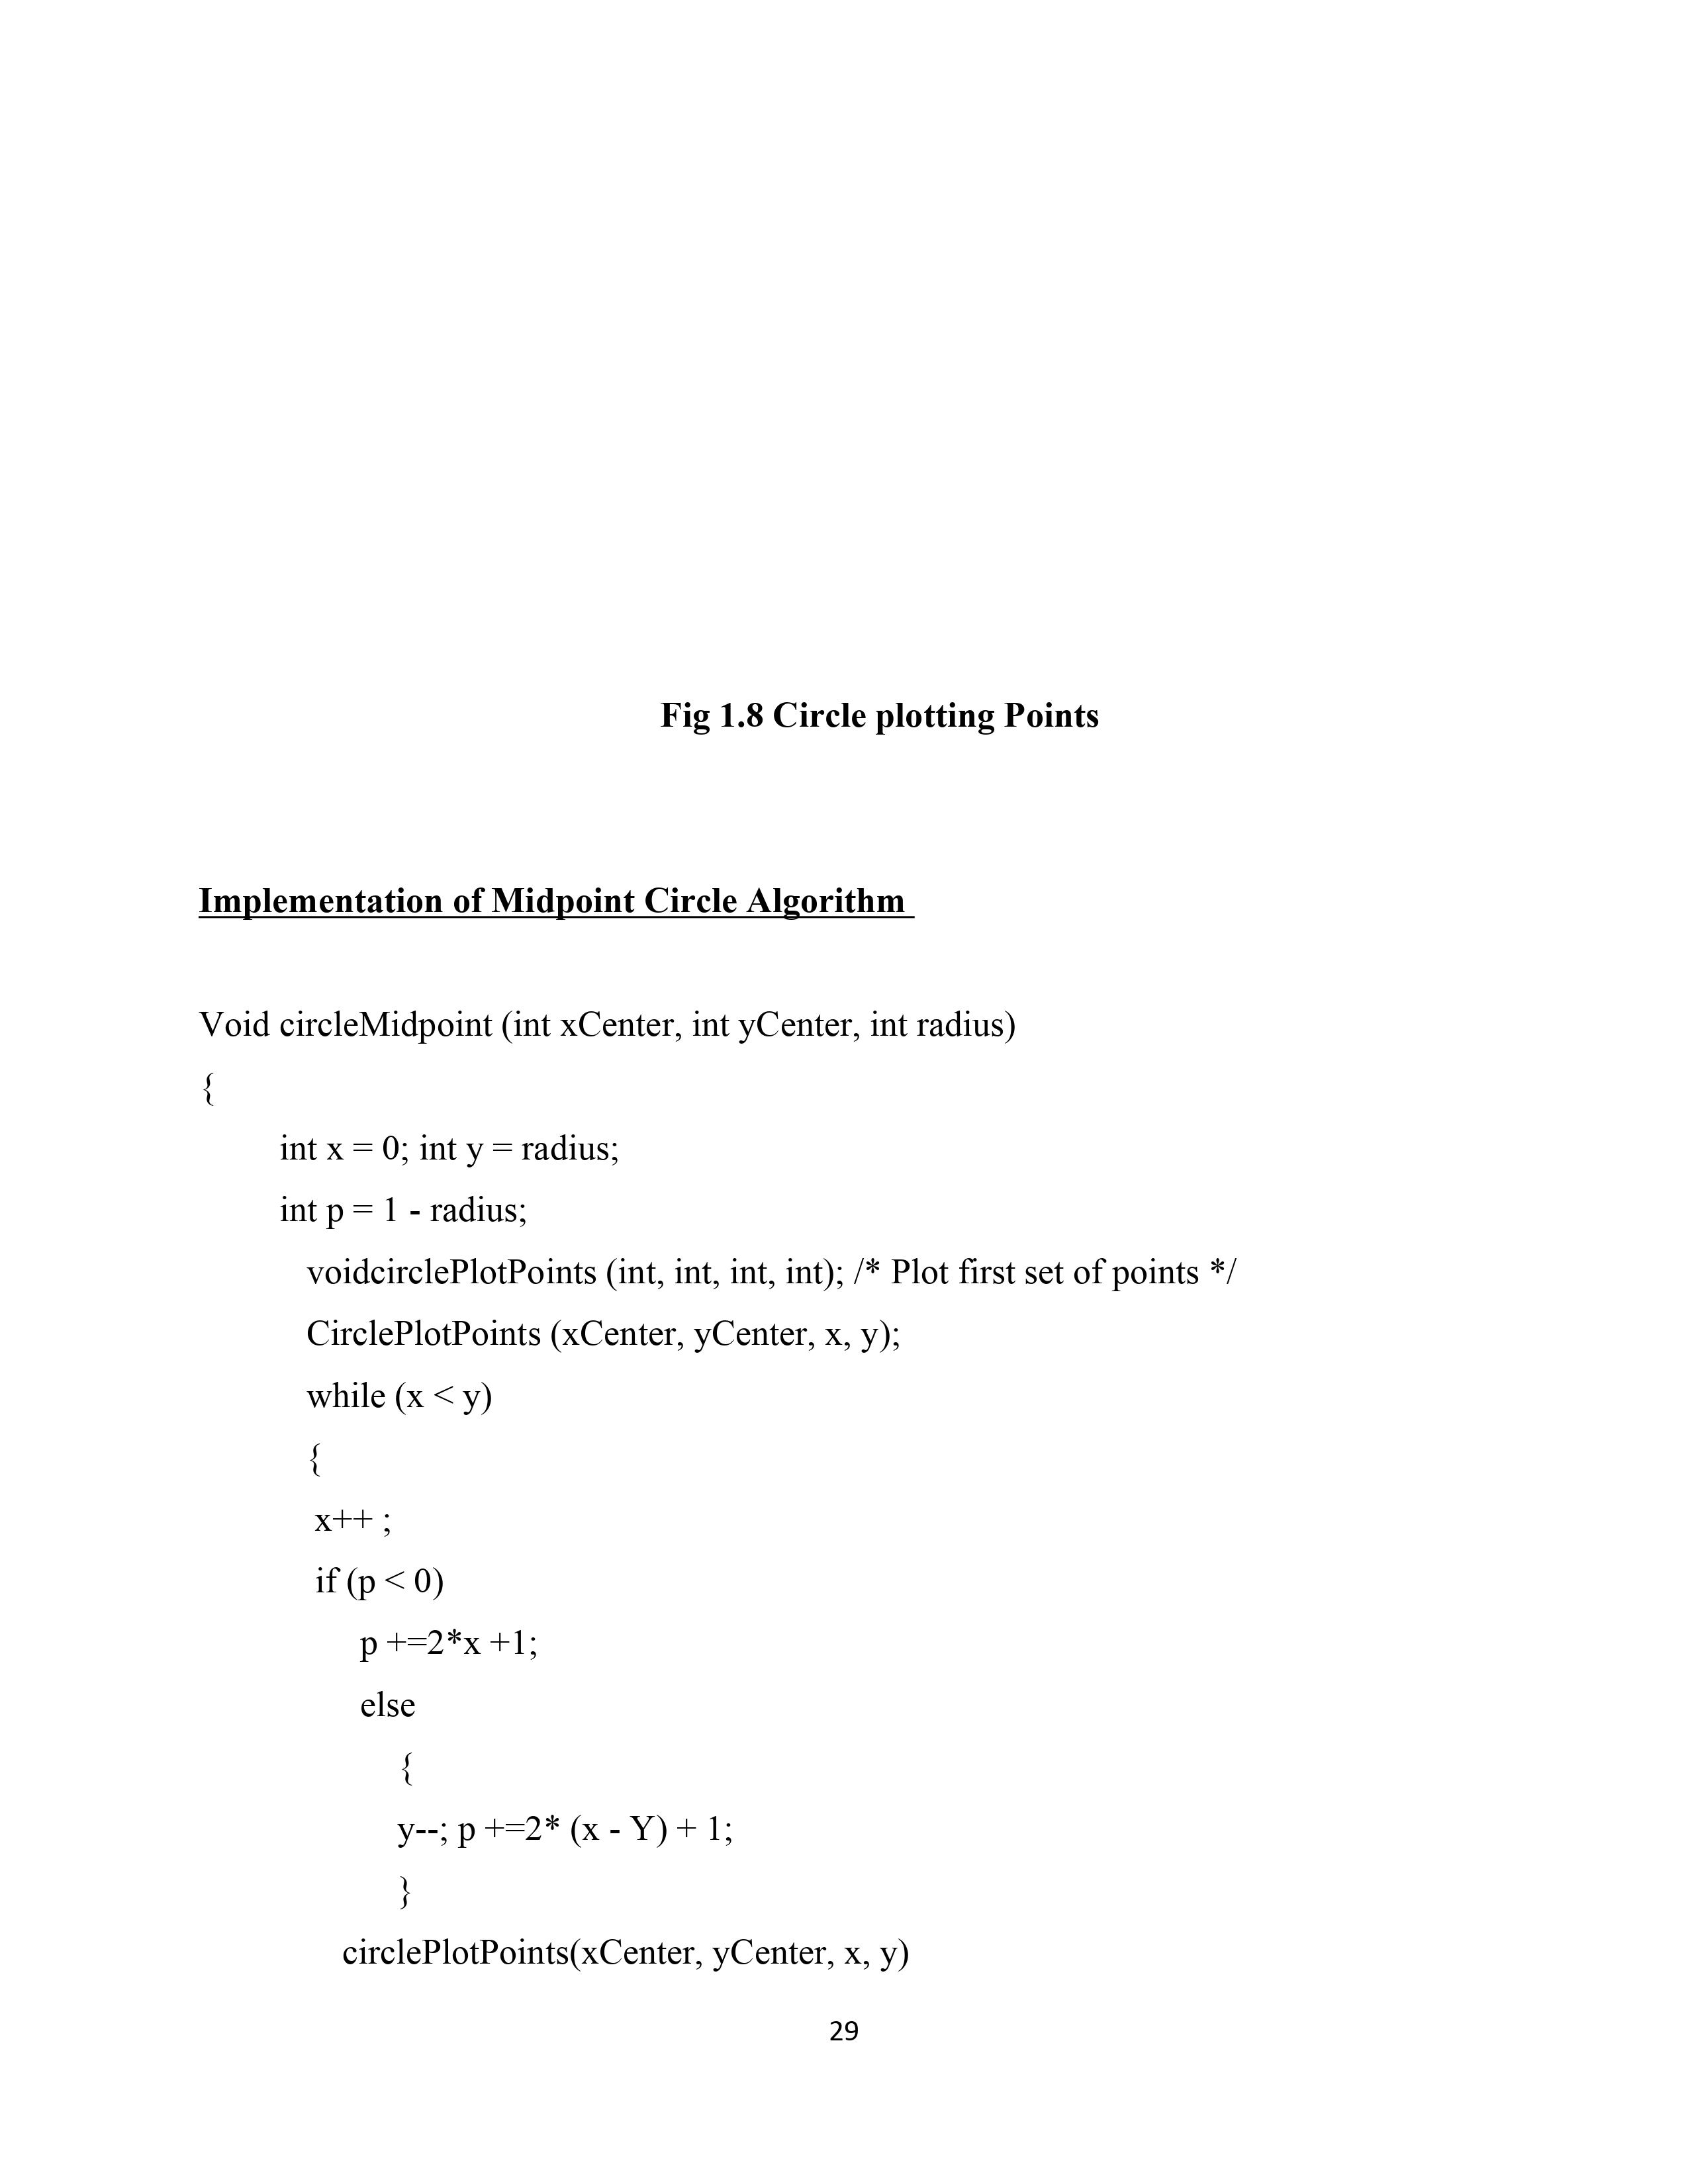 Fig 1.8 Circle plotting Points
Implementation of Midpoint Circle Algorithm
Void circleMidpoint (int xCenter, int yCenter, int radius)
{
int x = 0; int y = radius;
int p = 1 - radius;
voidcirclePlotPoints (int, int, int, int); /* Plot first set of points */
CirclePlotPoints (xCenter, yCenter, x, y);
while (x < y)
{
x++ ;
if (p < 0)
p +=2*x +1;
else
{
y--; p +=2* (x - Y) + 1;
}
circlePlotPoints(xCenter, yCenter, x, y)
29